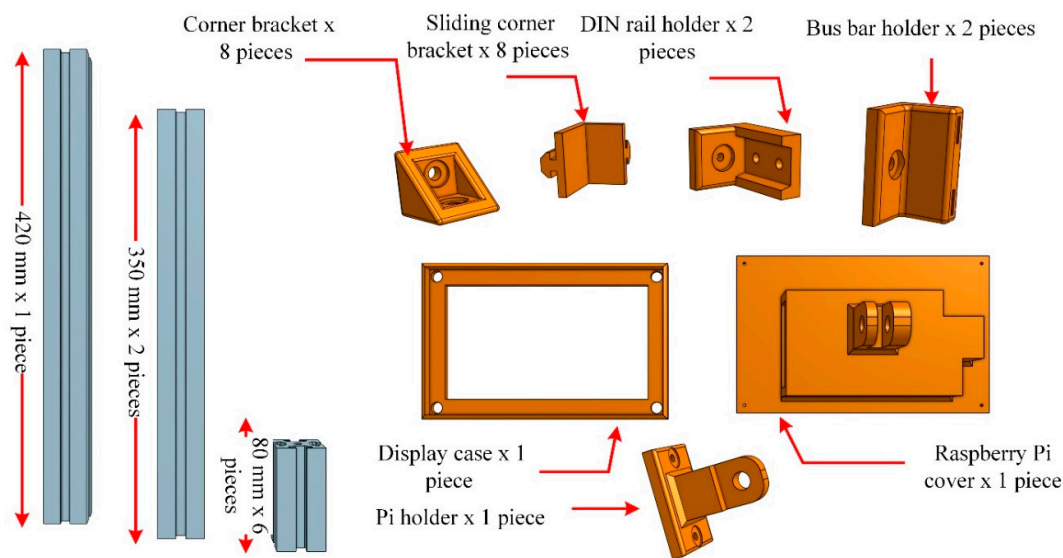 Corner bracket x
8 pieces
Sliding corner
bracket x 8 pieces
DIN rail holder x 2
pieces
Bus bar holder x 2 pieces
420 mm x 1
piece
350 mm x 2 pieces
80 mm x 6
pieces
Display case x 1
piece
Pi holder x 1 piece
Raspberry Pi
cover x 1 piece